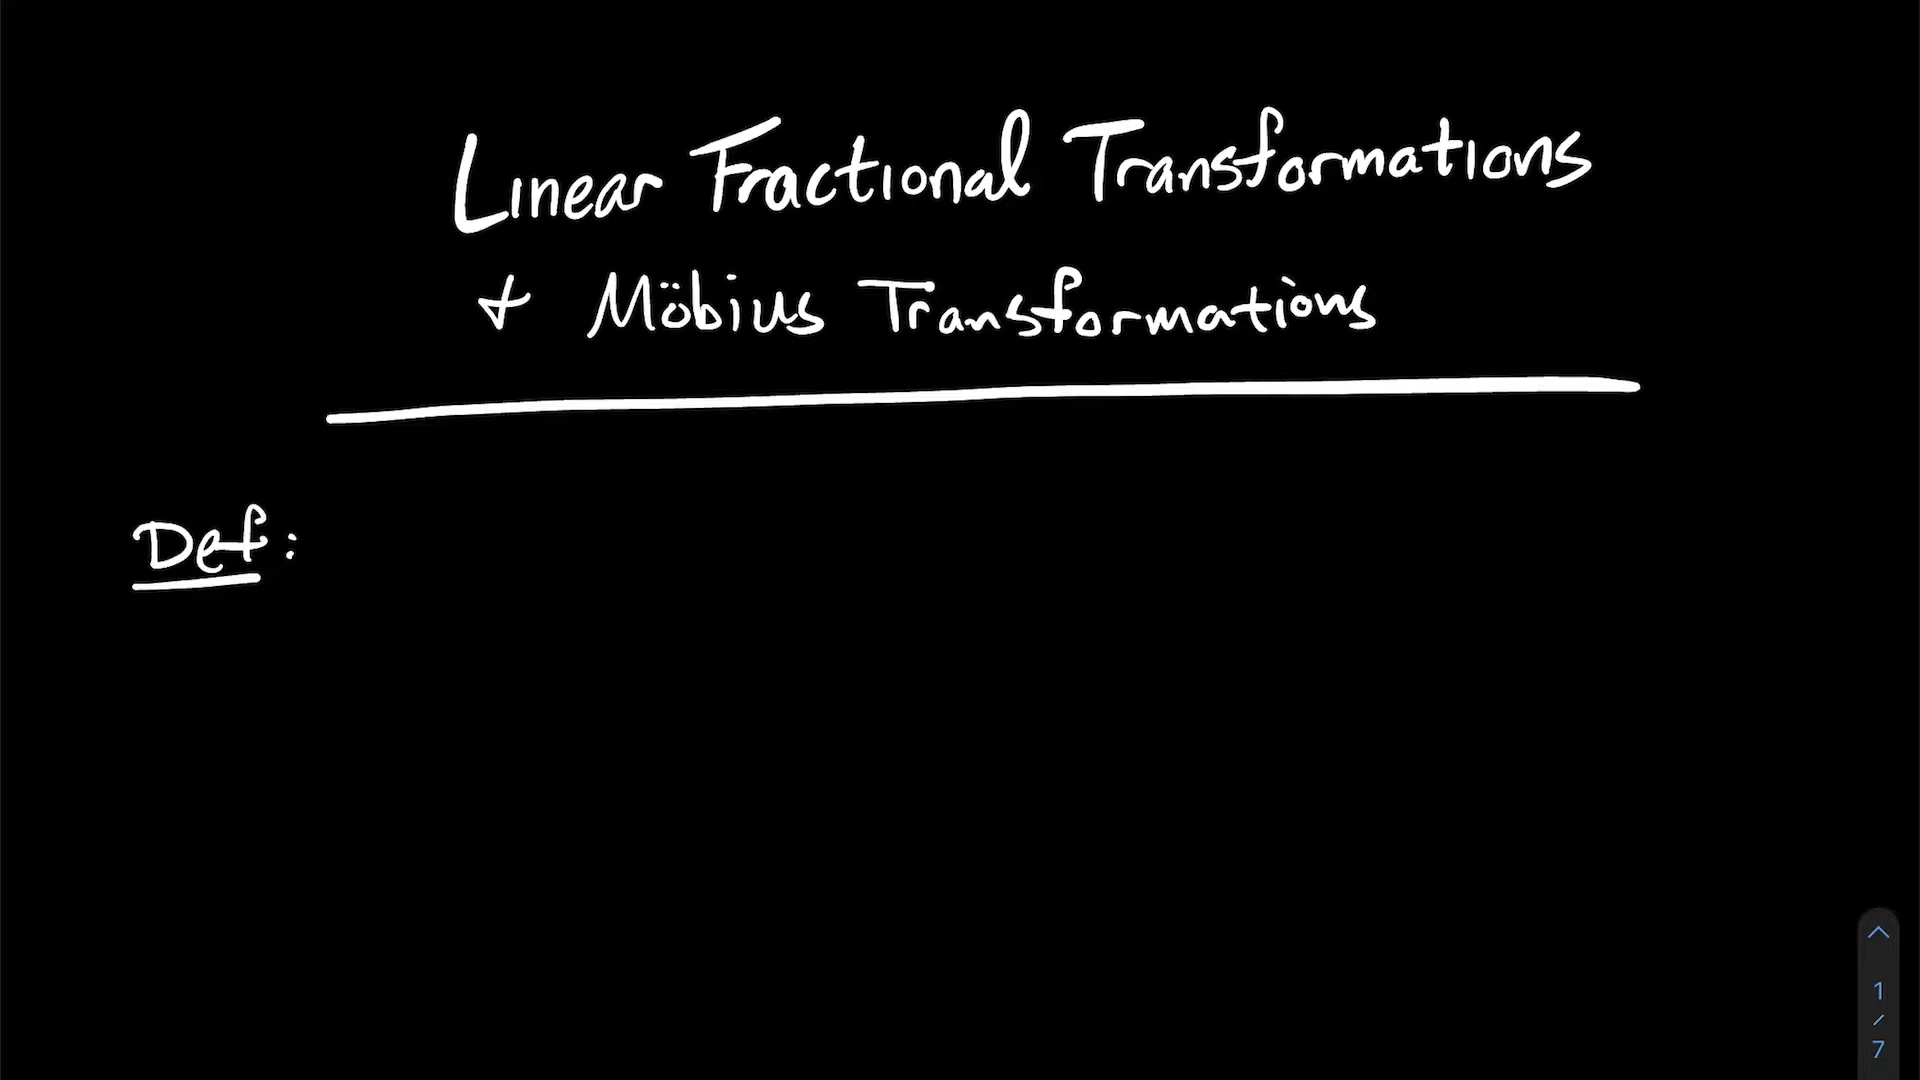 Linear Fractional Transformations
+ Möbius Transformations
Def:
1
/
7